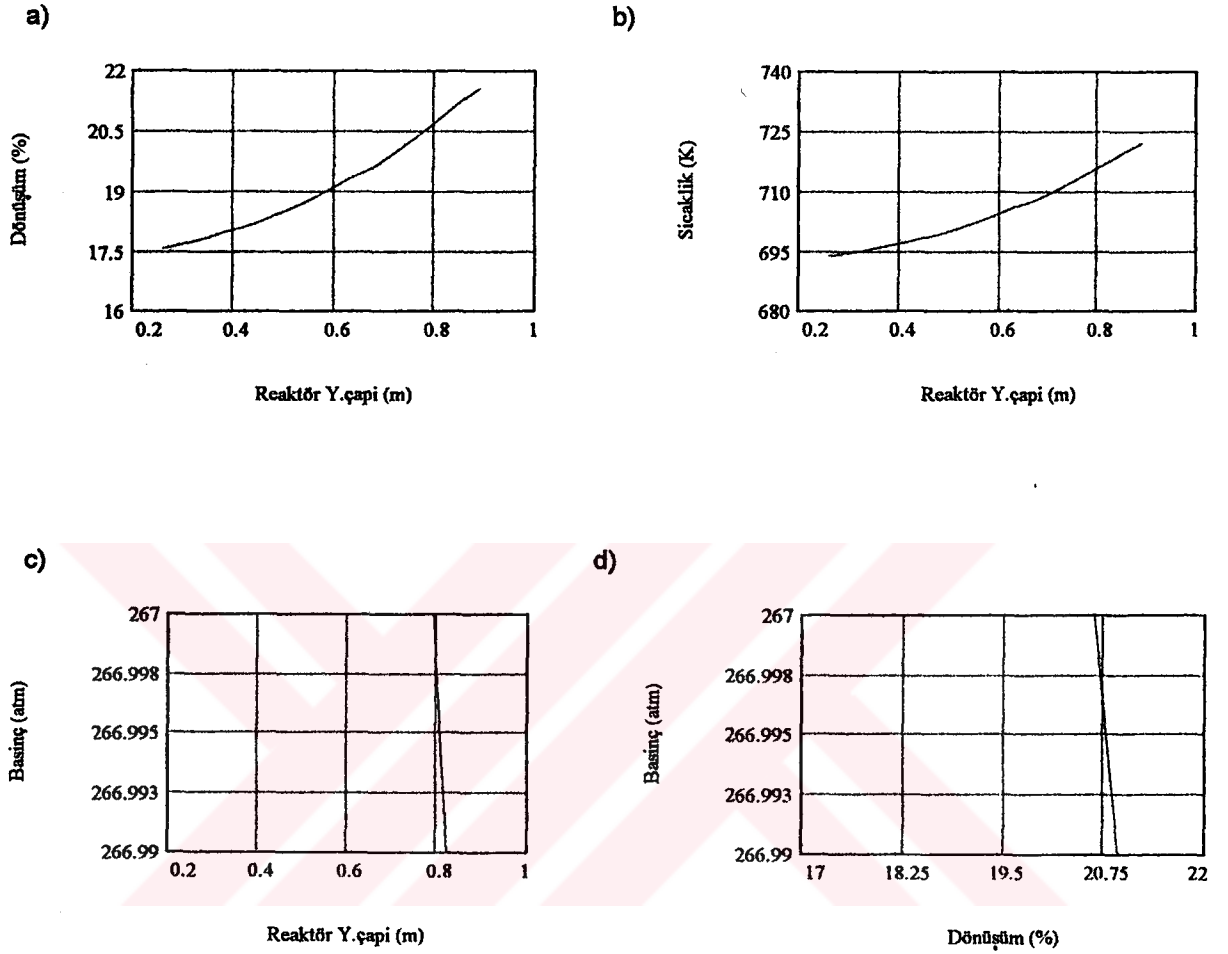 a)
22
20.5
19
17.5
16
Dönüşüm (%)
0.2 0.4 0.6 0.8 1
Reaktör Y.çapi (m)
b)
740
725
710
695
680
Sicaklik (K)
0.2 0.4 0.6 0.8 1
Reaktör Y.çapi (m)
c)
267
266.998
266.995
266.993
266.99
Basinç (atm)
0.2 0.4 0.6 0.8 1
Reaktör Y.çapi (m)
d)
267
266.998
266.995
266.993
266.99
Basinç (atm)
17 18.25 19.5 20.75 22
Dönüşüm (%)